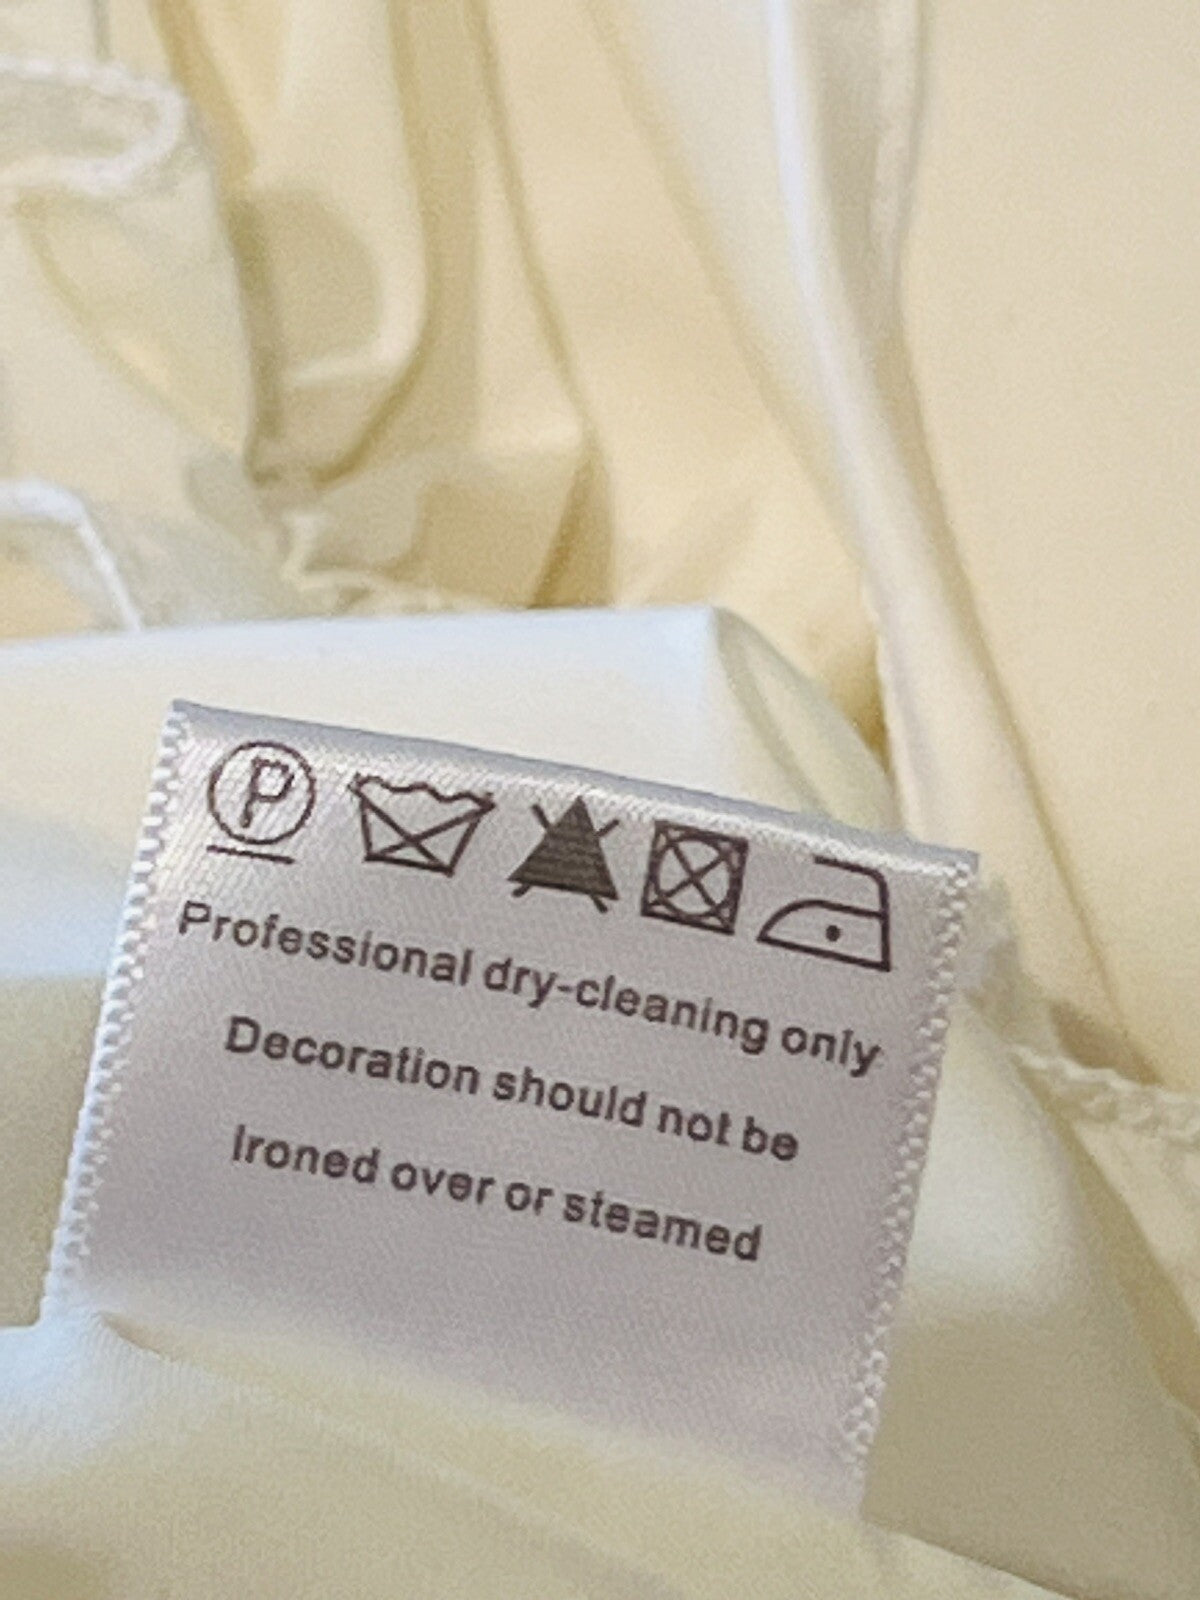 P
Professional dry-cleaning only
Decoration should not be
Ironed over or steamed